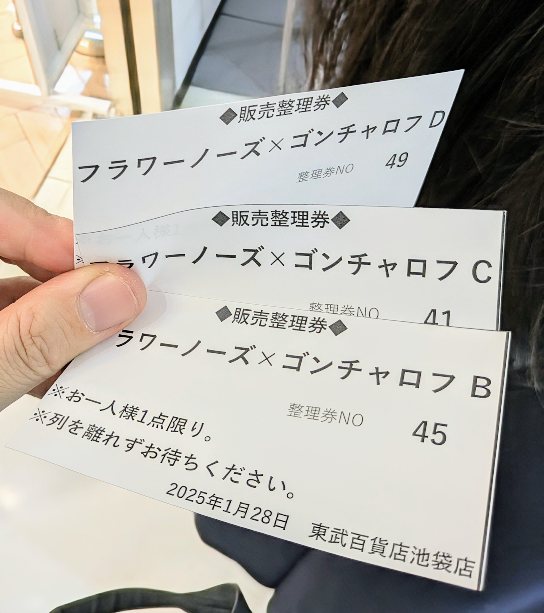 ◆販売整理券◆
フラワーノーズ×ゴンチャロフ D
整理券NO 49
◆販売整理券◆
フラワーノーズ×ゴンチャロフ C
整理券NO 41
◆販売整理券◆
ラワーノーズ×ゴンチャロフ B
整理券NO 45
※お一人様1点限り。
※列を離れずお待ちください。
2025年1月28日 東武百貨店池袋店